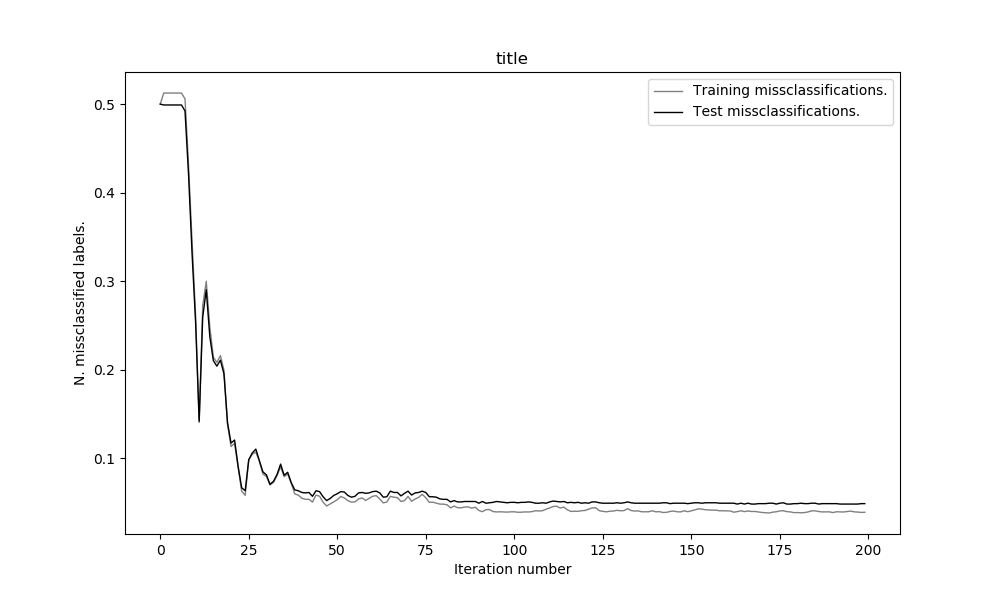 title
Training missclassifications.
Test missclassifications.
N. missclassified labels.
0.5
0.4
0.3
0.2
0.1
0 25 50 75 100 125 150 175 200
Iteration number